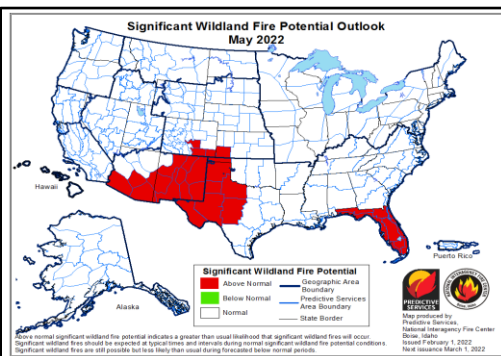 Significant Wildland Fire Potential Outlook
May 2022
Hawaii
Alaska
Puerto Rico
Significant Wildland Fire Potential
Above Normal
Below Normal
Normal
Geographic Area
Boundary
Predictive Services
Area Boundary
State Border
PREDICTIVE
SERVICES
Map produced by
Predictive Services,
National Interagency Fire Center
Boise, Idaho
Issued February 1, 2022
Next issuance March 1, 2022
Above normal significant wildland fire potential indicates a greater than usual likelihood that significant wildland fires will occur.
Significant wildland fires should be expected at typical times and intervals during normal significant wildland fire potential conditions.
Significant wildland fires are still possible but less likely than usual during forecasted below normal periods.